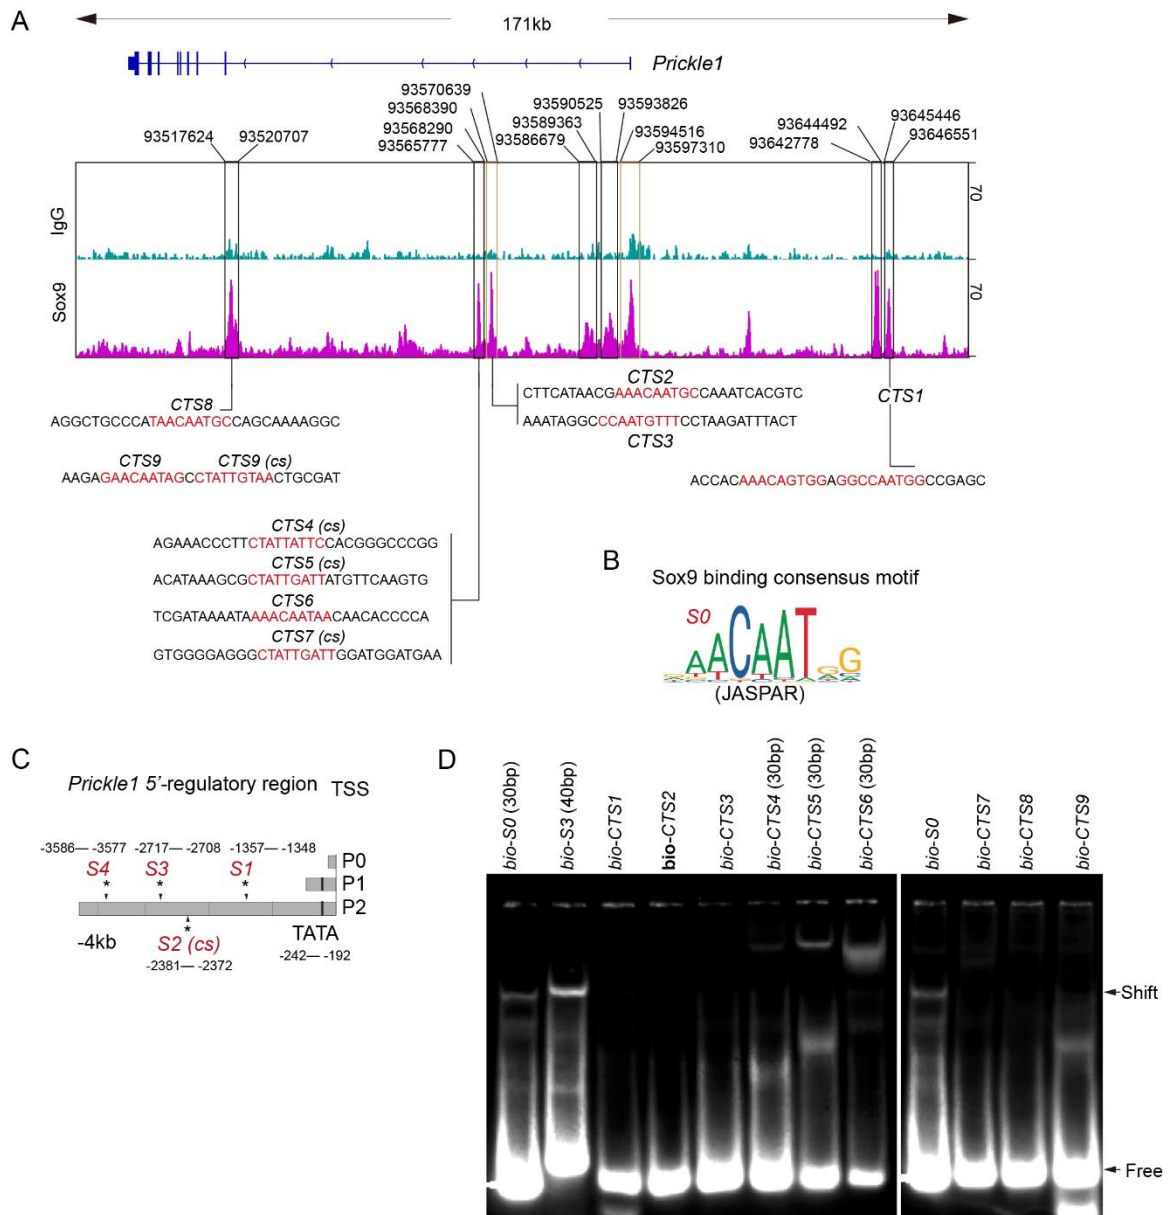 A
171kb
Prickle1
93570639
93568390
93568290
93565777
93590525
93589363
93586679
93593826
93594516
93597310
93644492
93642778
93645446
93646551
93517624
93520707
IgG
70
Sox9
70
CTS8
AGGCTGCCCATAACAATGCCAGCAAAAGGC
CTS9 CTS9 (cs)
AAGAGAACAATAGCCTATTGTAACTGCGAT
CTS2
CTTCATAACGAAACAATGCCAAATCACGTC
AAATAGGCCCAATGTTTCCTAAGATTTACT
CTS3
CTS1
ACCACAAACAGTGGAGGCCAATGGCCGAGC
CTS4 (cs)
AGAAACCCTTCTATTATTCCACGGGCCCGG
CTS5 (cs)
ACATAAAGCGCTATTGATTATGTTCAAGTG
CTS6
TCGATAAAATAAAACAATAACAACACCCCA
CTS7 (cs)
GTGGGGAGGGCTATTGATTGGATGGATGAA
B
Sox9 binding consensus motif
S0
AACAATGG
(JASPAR)
C
Prickle1 5'-regulatory region TSS
-3586— -3577 -2717— -2708 -1357— -1348
S4 S3 S1
* * *
P0
P1
P2
*
-4kb S2 (cs) TATA
-2381— -2372 -242— -192
D
bio-S0 (30bp)
bio-S3 (40bp)
bio-CTS1
bio-CTS2
bio-CTS3
bio-CTS4 (30bp)
bio-CTS5 (30bp)
bio-CTS6 (30bp)
bio-S0
bio-CTS7
bio-CTS8
bio-CTS9
Shift
Free